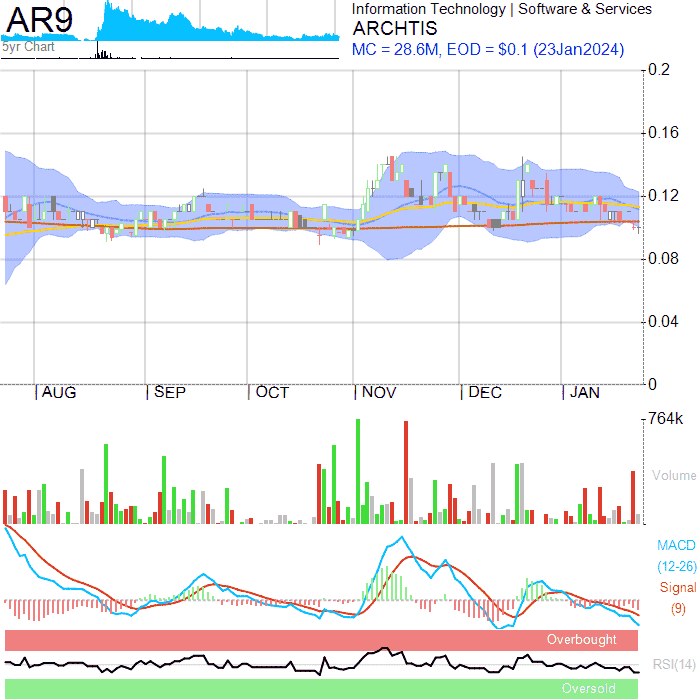 AR9
5yr Chart
Information Technology | Software & Services
ARCHTIS
MC = 28.6M, EOD = $0.1 (23Jan2024)
0.2
0.16
0.12
0.08
0.04
0
|AUG |SEP |OCT |NOV |DEC |JAN
764k
Volume
MACD
(12-26)
Signal
(9)
Overbought
RSI(14)
Oversold